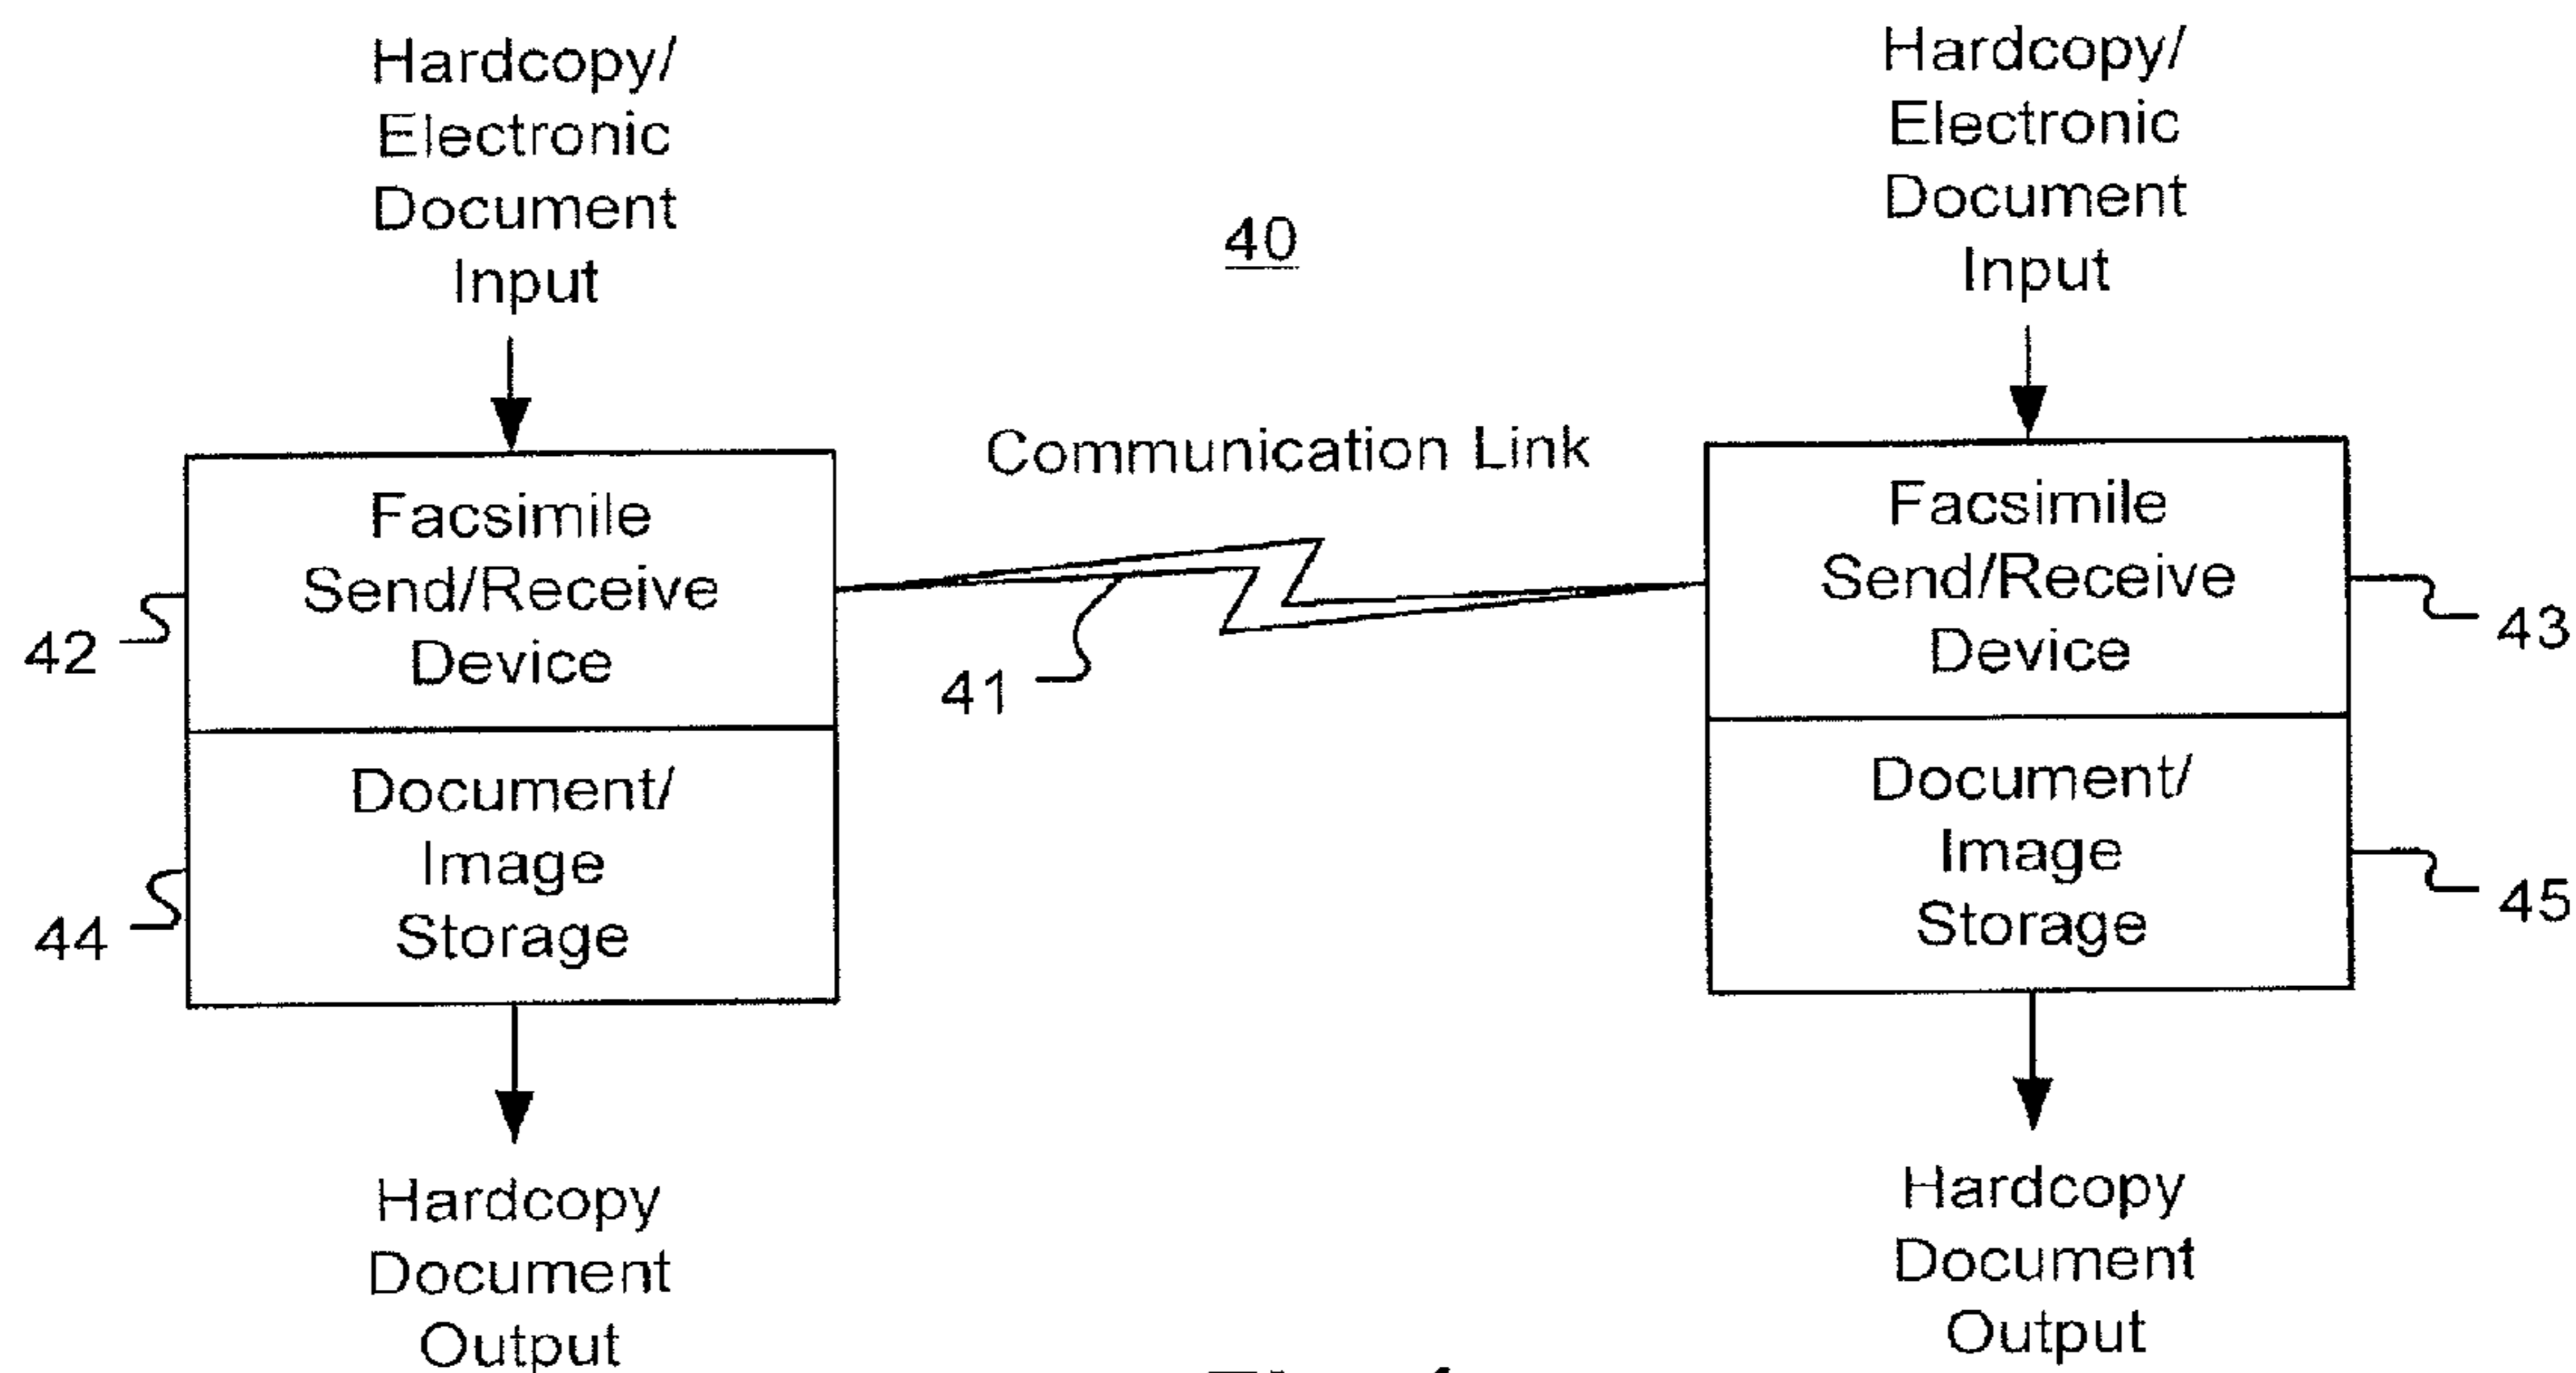 Hardcopy/
Electronic
Document
Input
Hardcopy/
Electronic
Document
Input
40
Communication Link
Facsimile
Send/Receive
Device
Facsimile
Send/Receive
Device
42
41
43
Document/
Image
Storage
Document/
Image
Storage
44
45
Hardcopy
Document
Output
Hardcopy
Document
Output